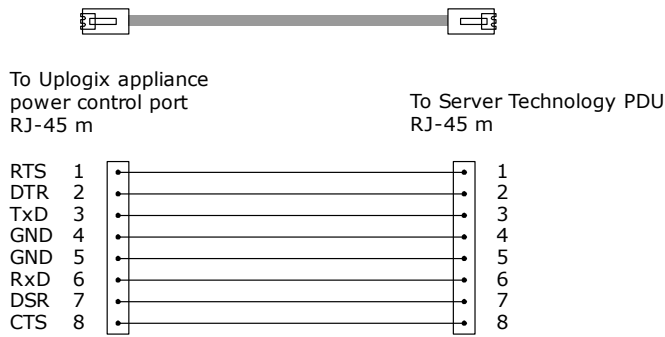 To Uplogix appliance
power control port
RJ-45 m
To Server Technology PDU
RJ-45 m
RTS 1 1
DTR 2 2
TxD 3 3
GND 4 4
GND 5 5
RxD 6 6
DSR 7 7
CTS 8 8